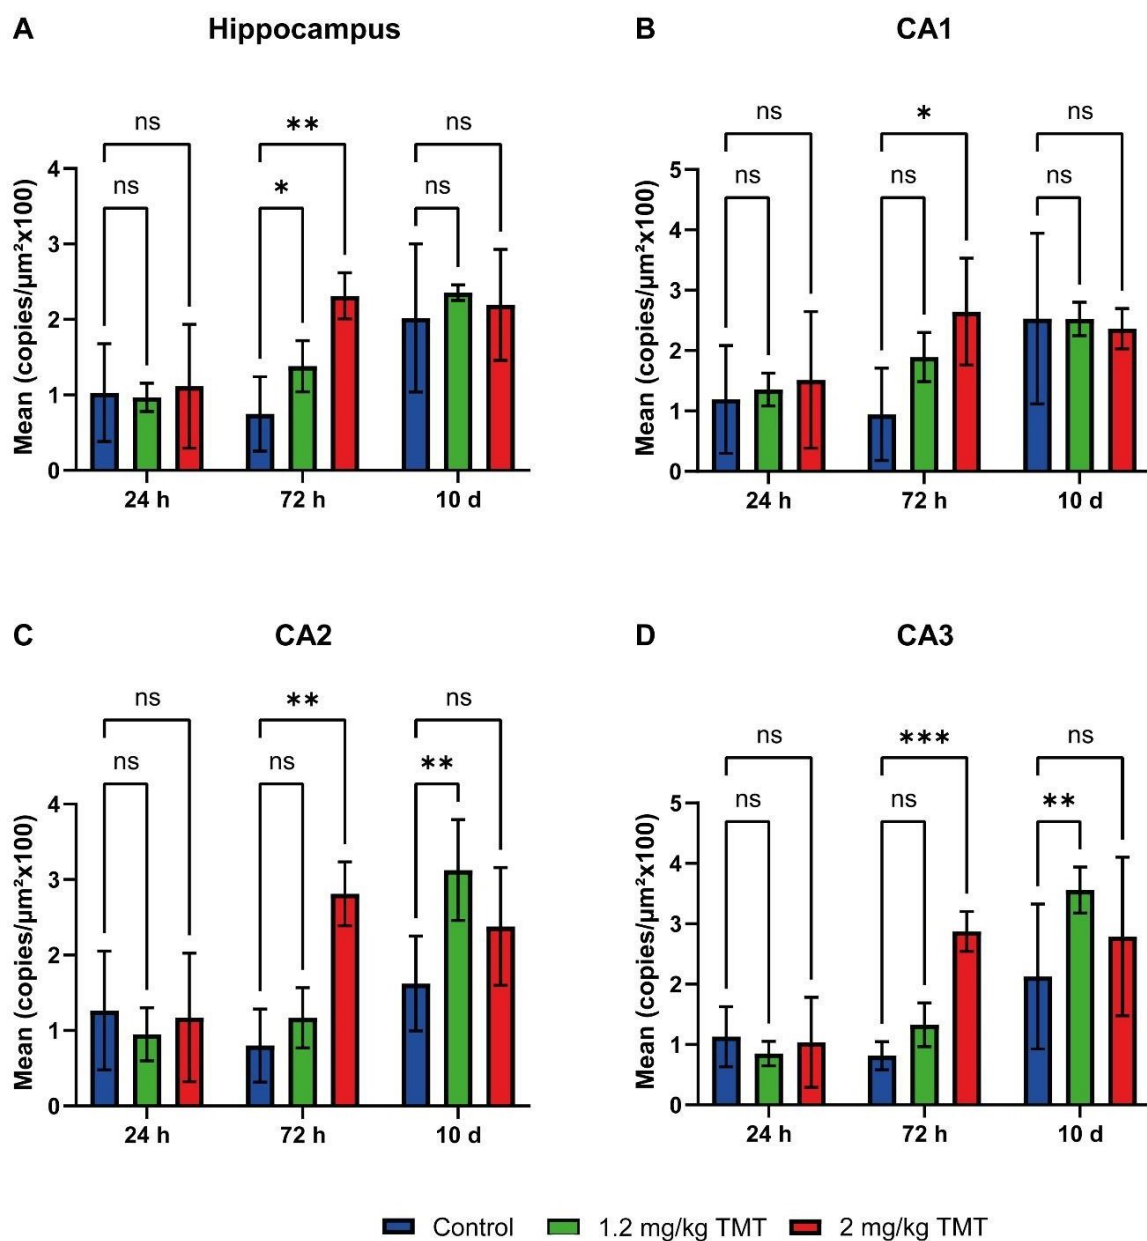 A Hippocampus
ns ** ns
ns * ns
Mean (copies/µm²x100)
4
3
2
1
0
24 h 72 h 10 d
B CA1
ns * ns
ns ns ns
Mean (copies/µm²x100)
5
4
3
2
1
0
24 h 72 h 10 d
C CA2
ns ** ns
ns ns **
Mean (copies/µm²x100)
4
3
2
1
0
24 h 72 h 10 d
D CA3
ns *** ns
ns ns **
Mean (copies/µm²x100)
5
4
3
2
1
0
24 h 72 h 10 d
Control 1.2 mg/kg TMT 2 mg/kg TMT